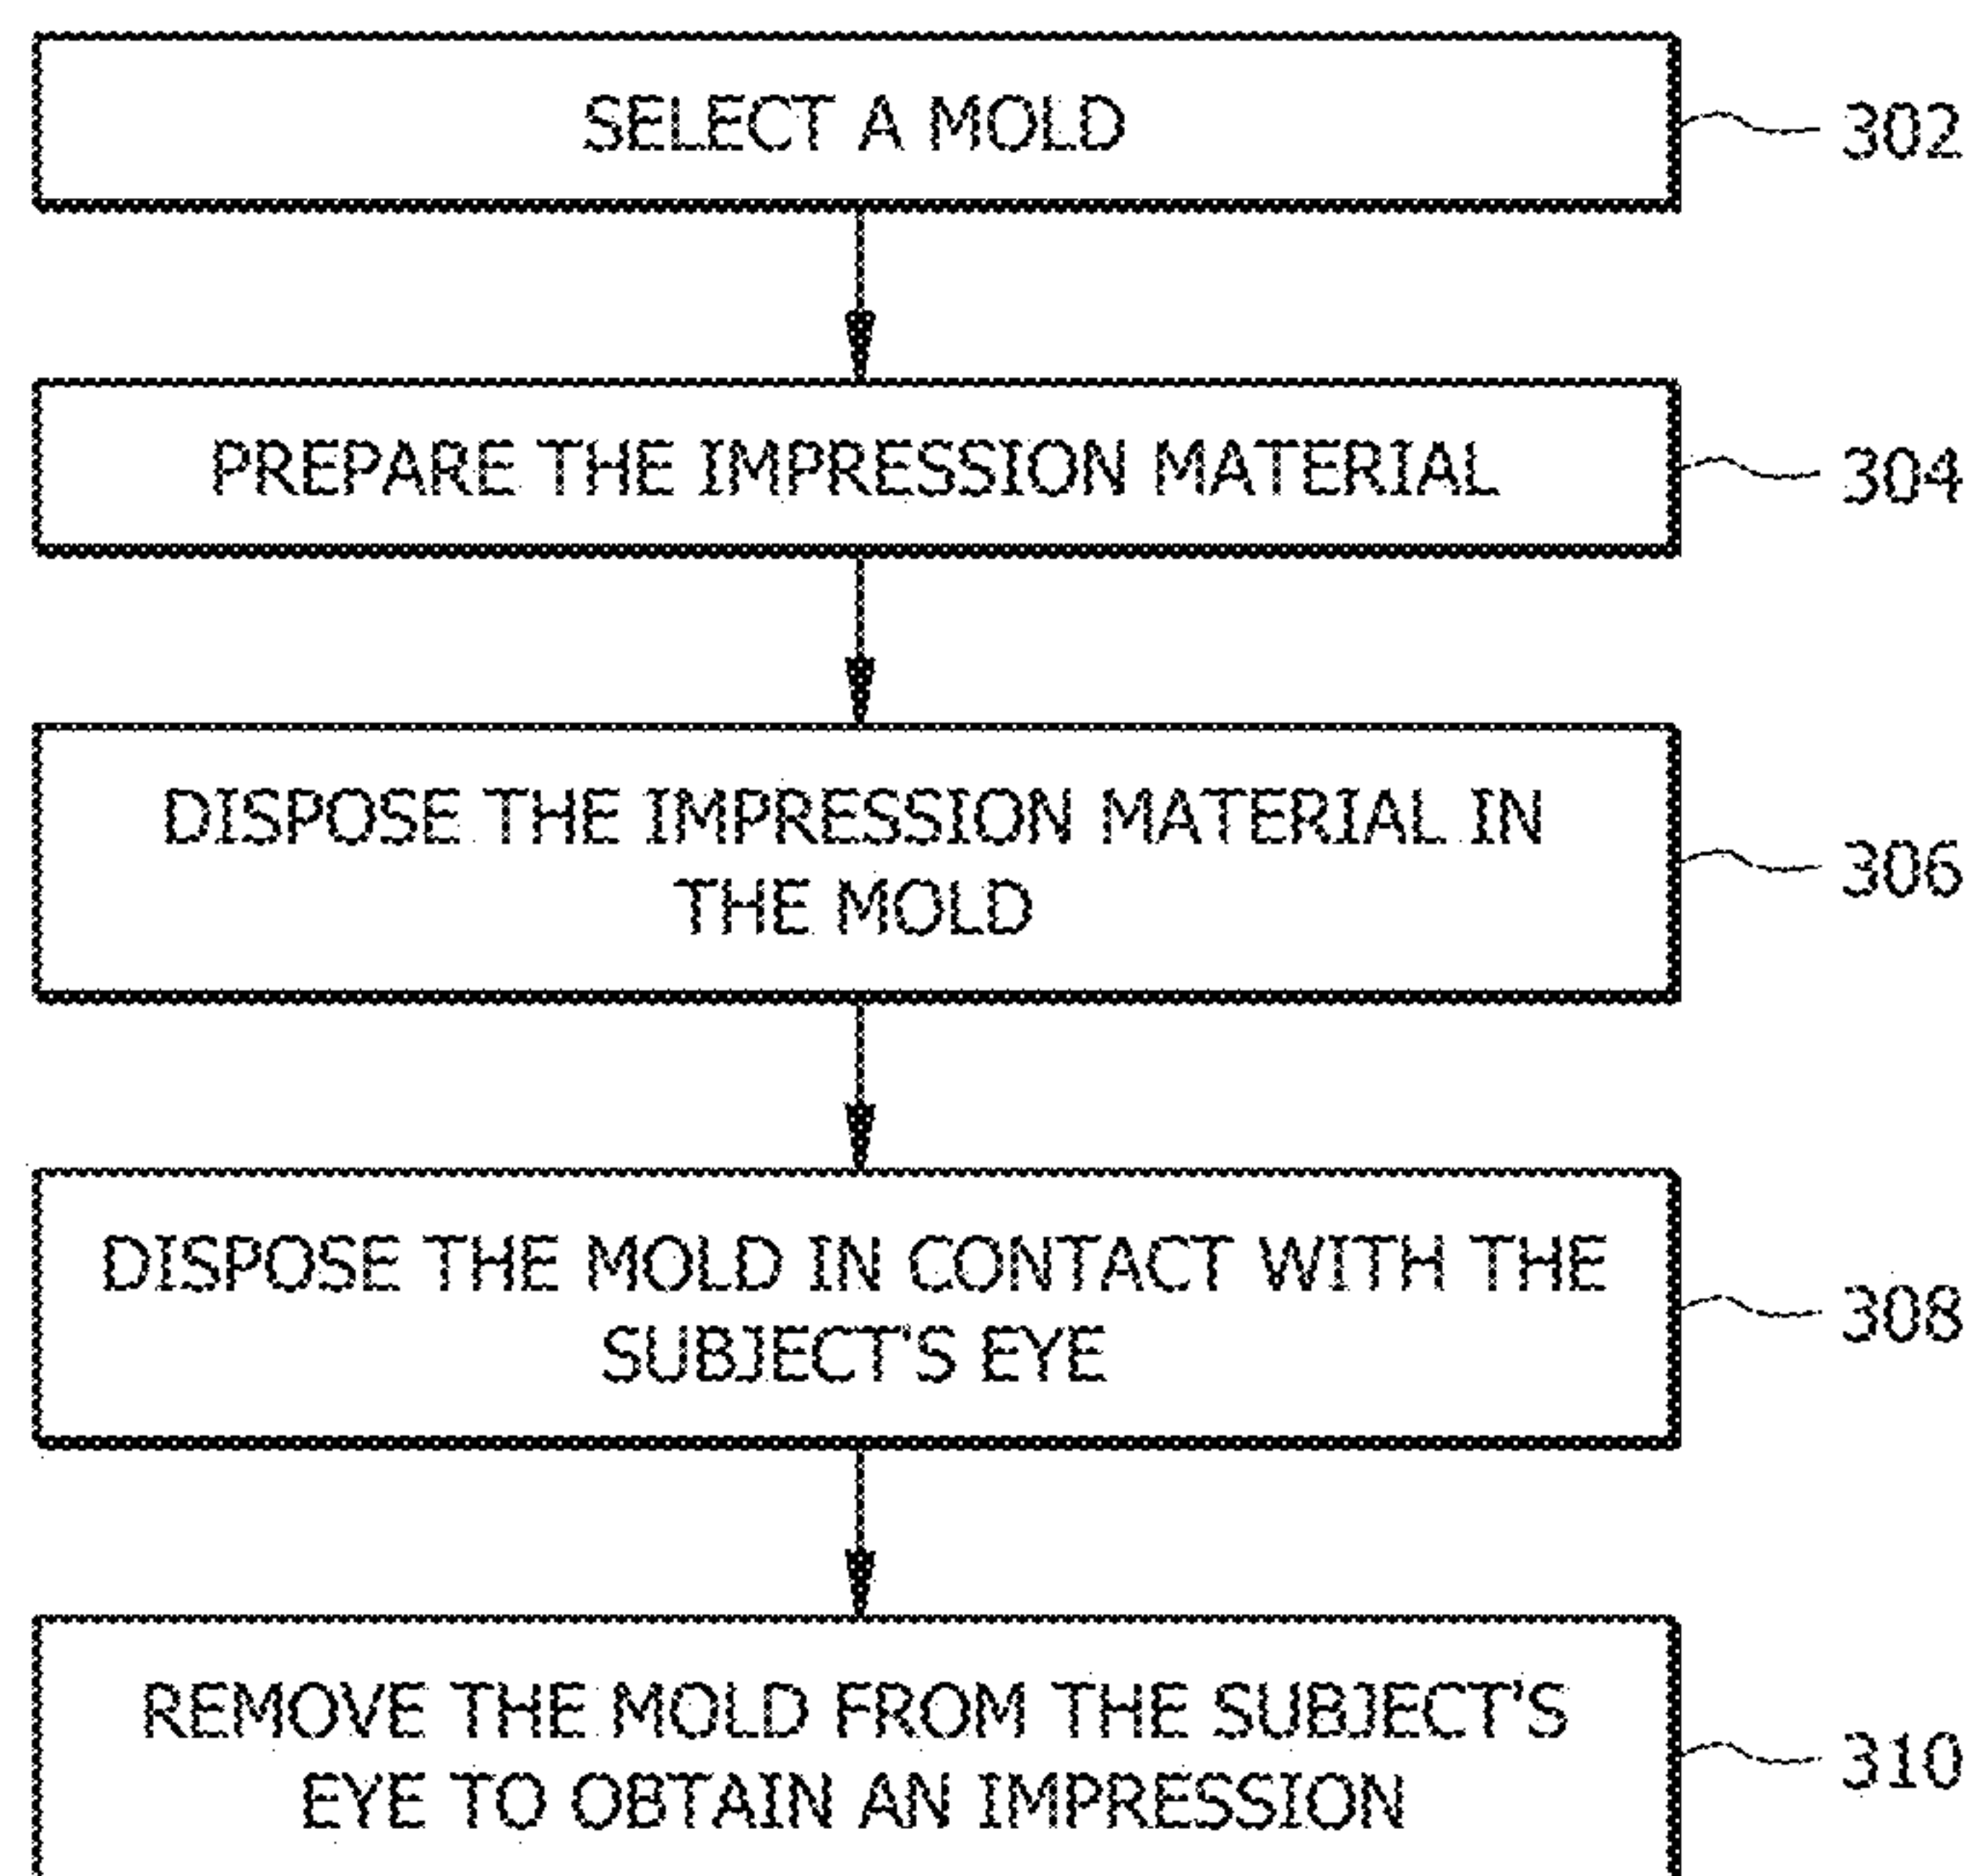 SELECT A MOLD
302
PREPARE THE IMPRESSION MATERIAL
304
DISPOSE THE IMPRESSION MATERIAL IN
THE MOLD
306
DISPOSE THE MOLD IN CONTACT WITH THE
SUBJECT'S EYE
308
REMOVE THE MOLD FROM THE SUBJECT'S
EYE TO OBTAIN AN IMPRESSION
310